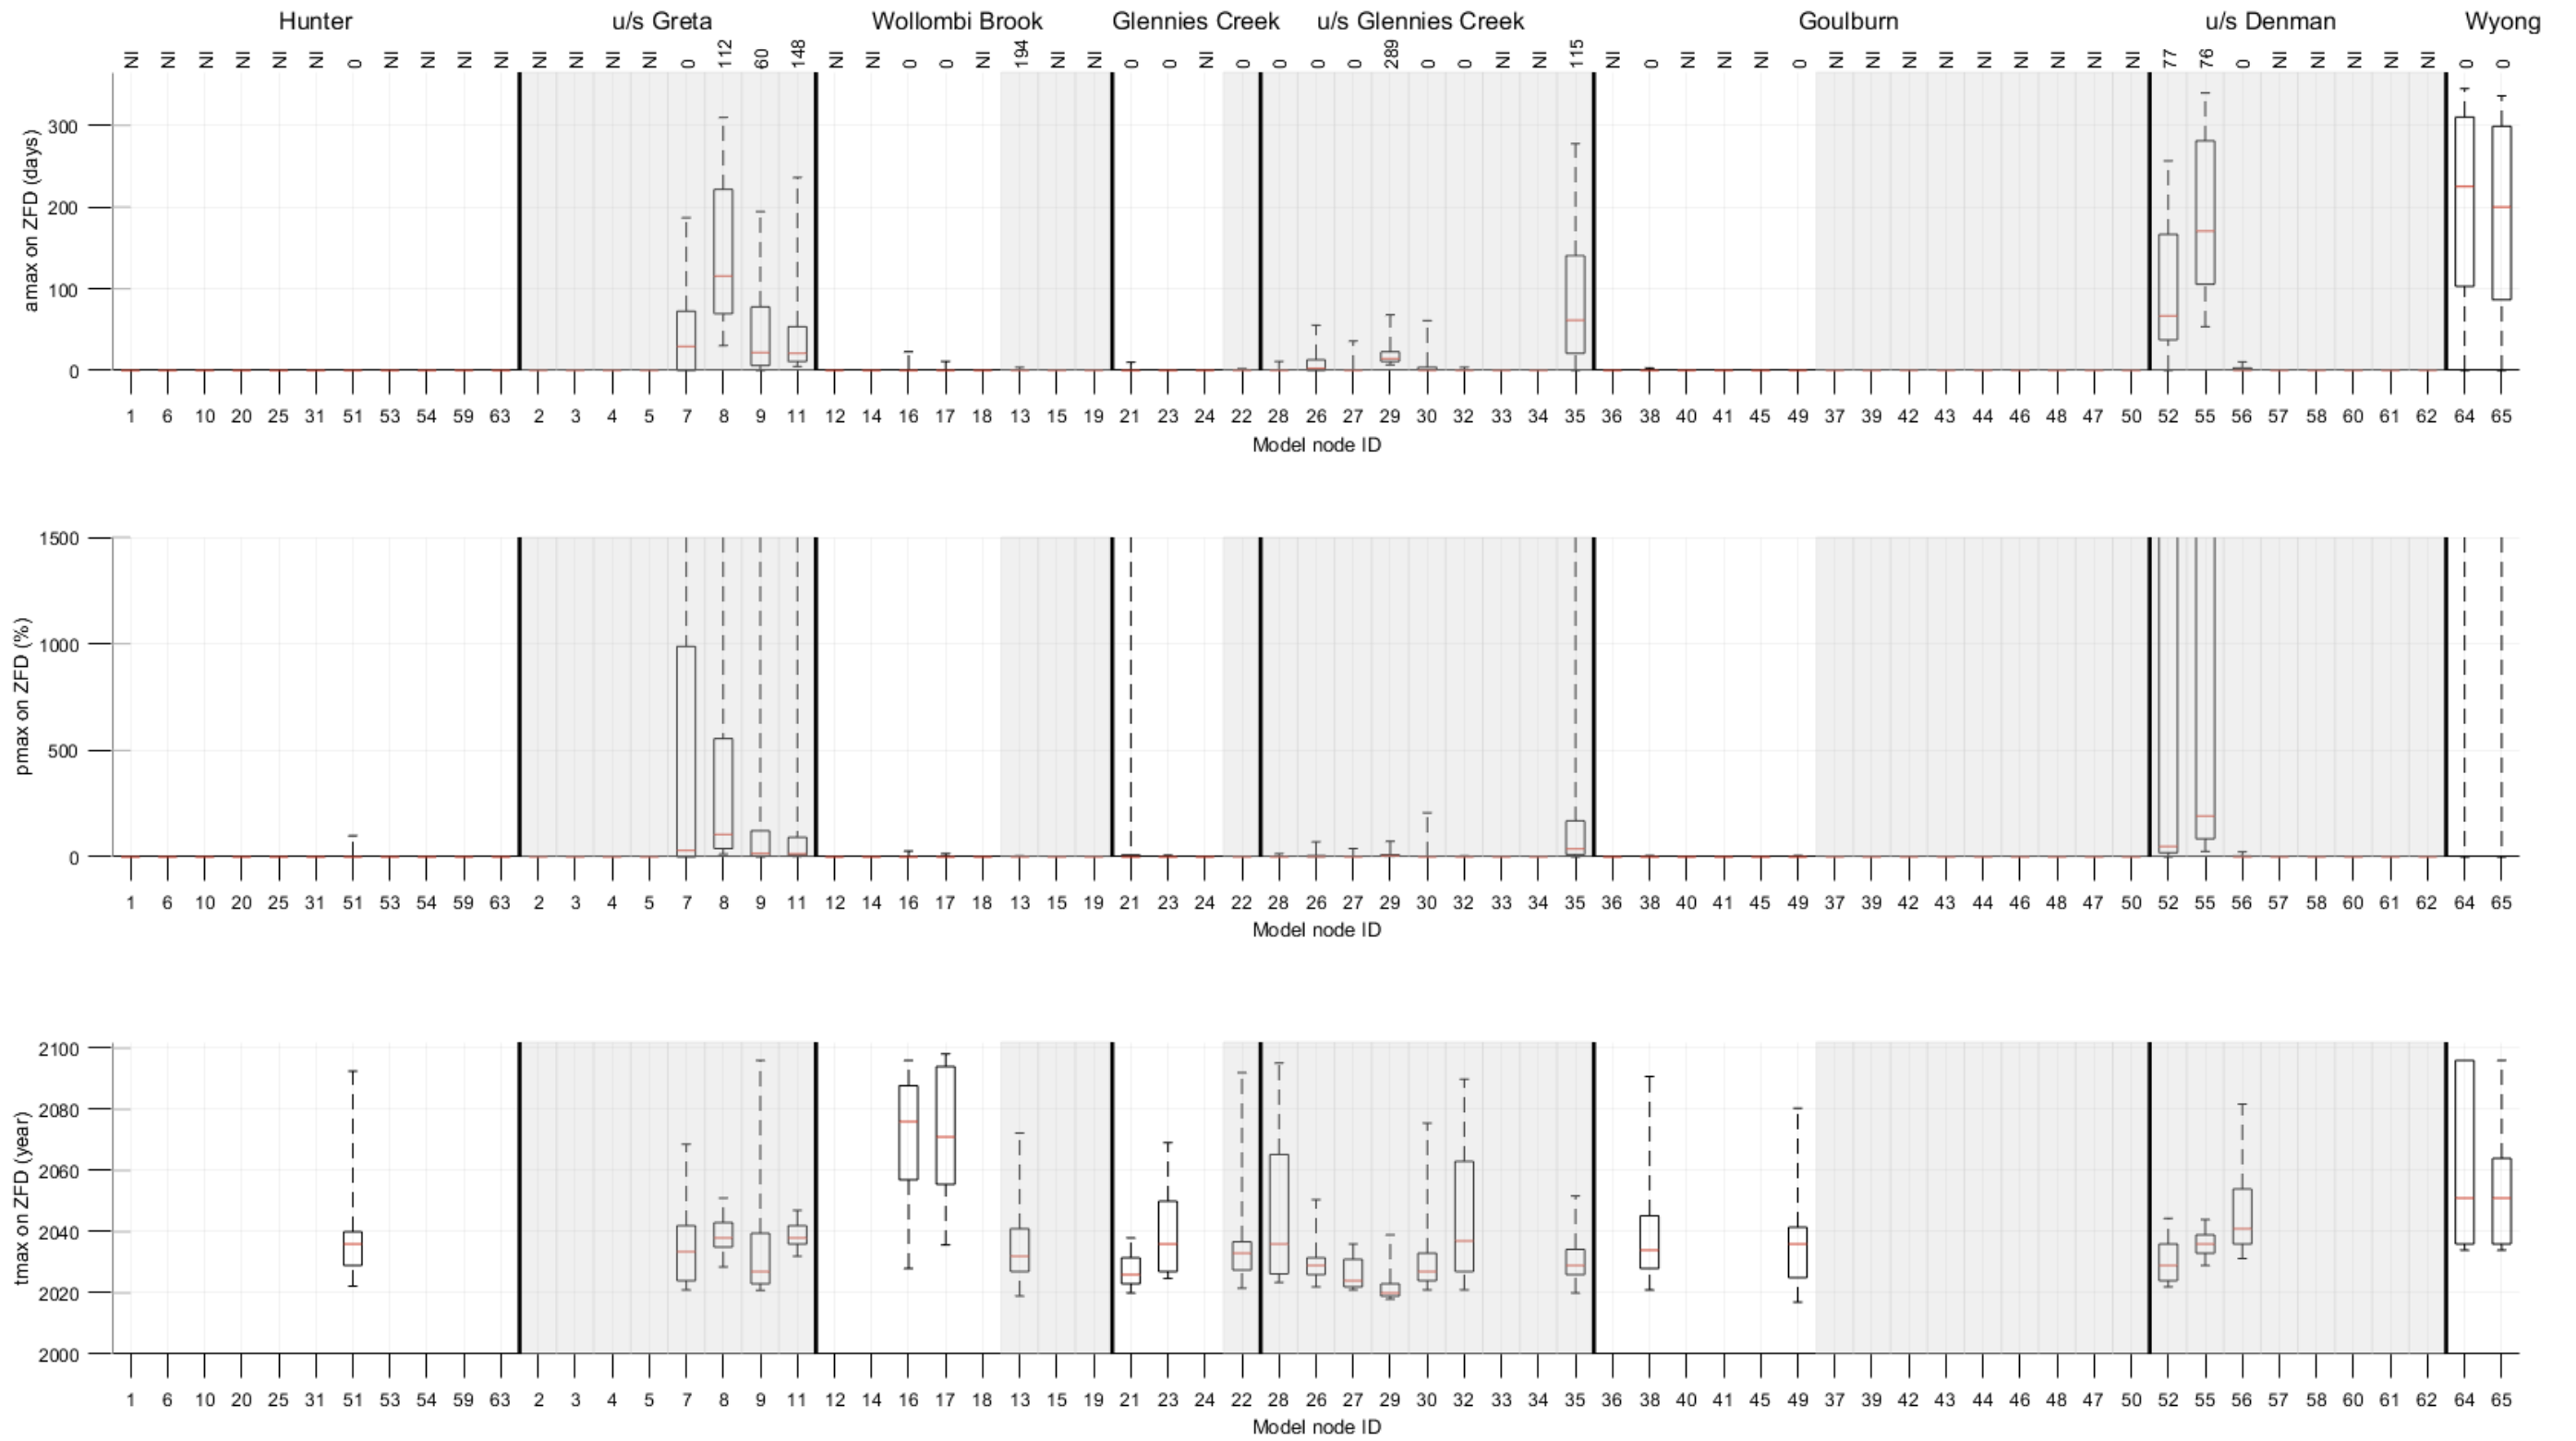 Hunter u/s Greta Wollombi Brook Glennies Creek u/s Glennies Creek Goulburn u/s Denman Wyong
NI NI NI NI NI NI 0 NI NI NI NI NI NI NI NI 0 112 60 148 NI NI 0 0 NI 194 NI NI 0 0 NI 0 0 0 0 289 0 0 NI NI 115 NI 0 NI NI NI 0 NI NI NI NI NI NI NI NI NI 77 76 0 NI NI NI NI NI 0 0
amax on ZFD (days)
300
200
100
0
1 6 10 20 25 31 51 53 54 59 63 2 3 4 5 7 8 9 11 12 14 16 17 18 13 15 19 21 23 24 22 28 26 27 29 30 32 33 34 35 36 38 40 41 45 49 37 39 42 43 44 46 48 47 50 52 55 56 57 58 60 61 62 64 65
Model node ID
pmax on ZFD (%)
1500
1000
500
0
1 6 10 20 25 31 51 53 54 59 63 2 3 4 5 7 8 9 11 12 14 16 17 18 13 15 19 21 23 24 22 28 26 27 29 30 32 33 34 35 36 38 40 41 45 49 37 39 42 43 44 46 48 47 50 52 55 56 57 58 60 61 62 64 65
Model node ID
tmax on ZFD (year)
2100
2080
2060
2040
2020
2000
1 6 10 20 25 31 51 53 54 59 63 2 3 4 5 7 8 9 11 12 14 16 17 18 13 15 19 21 23 24 22 28 26 27 29 30 32 33 34 35 36 38 40 41 45 49 37 39 42 43 44 46 48 47 50 52 55 56 57 58 60 61 62 64 65
Model node ID